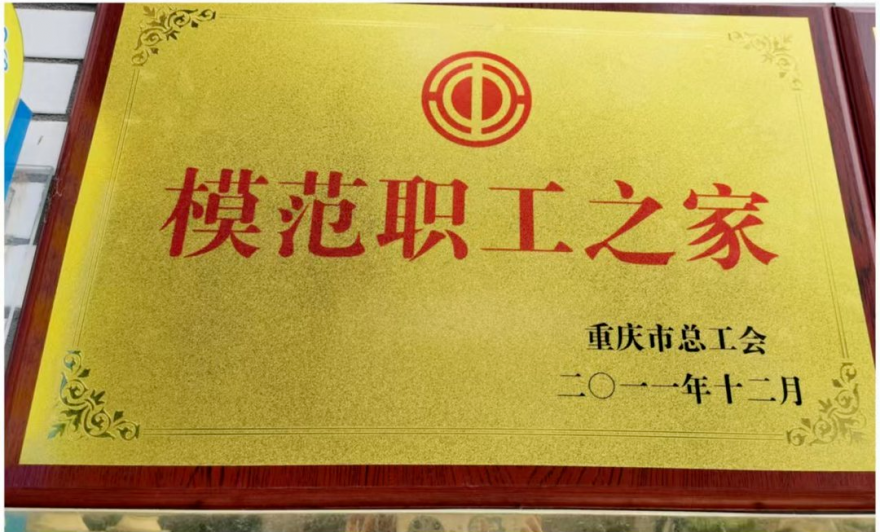 模范职工之家
重庆市总工会
二〇一一年十二月